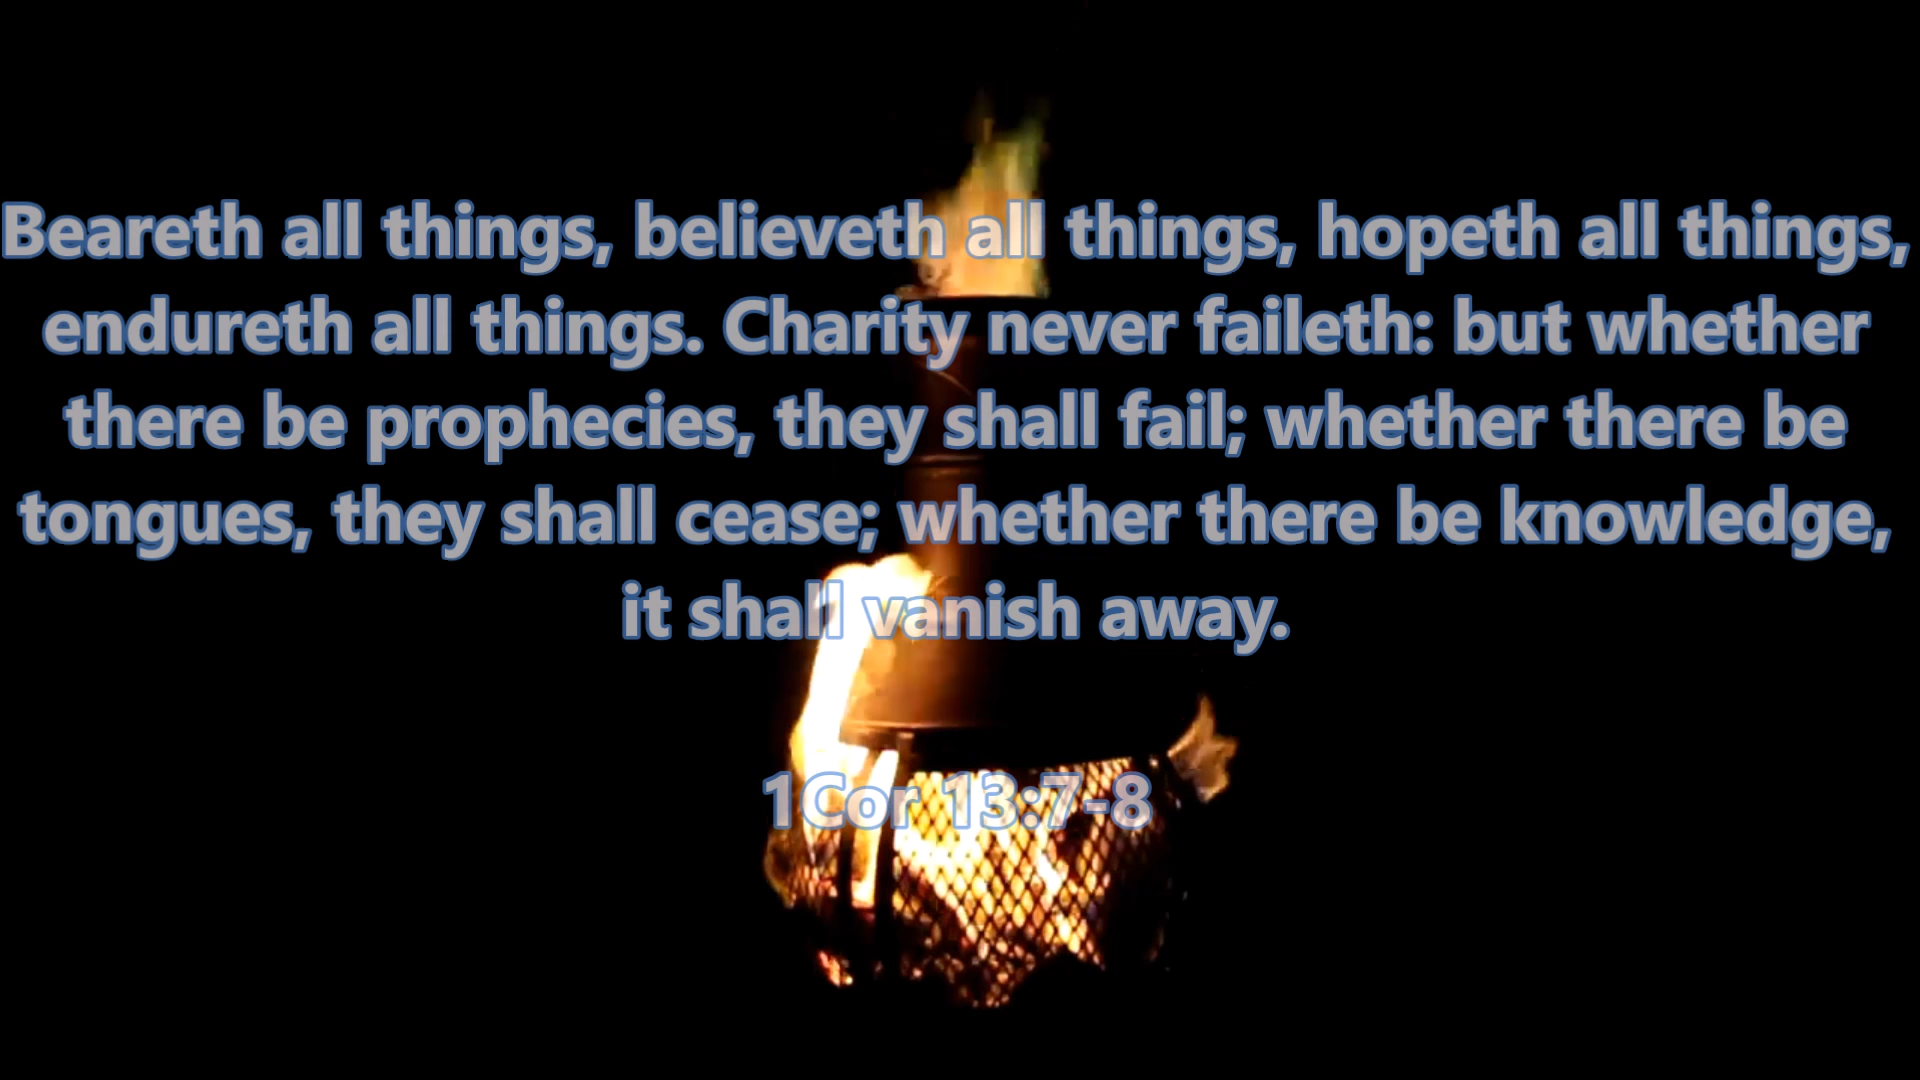 Beareth all things, believeth all things, hopeth all things,
endureth all things. Charity never faileth: but whether
there be prophecies, they shall fail; whether there be
tongues, they shall cease; whether there be knowledge,
it shall vanish away.
1Cor 13:7-8